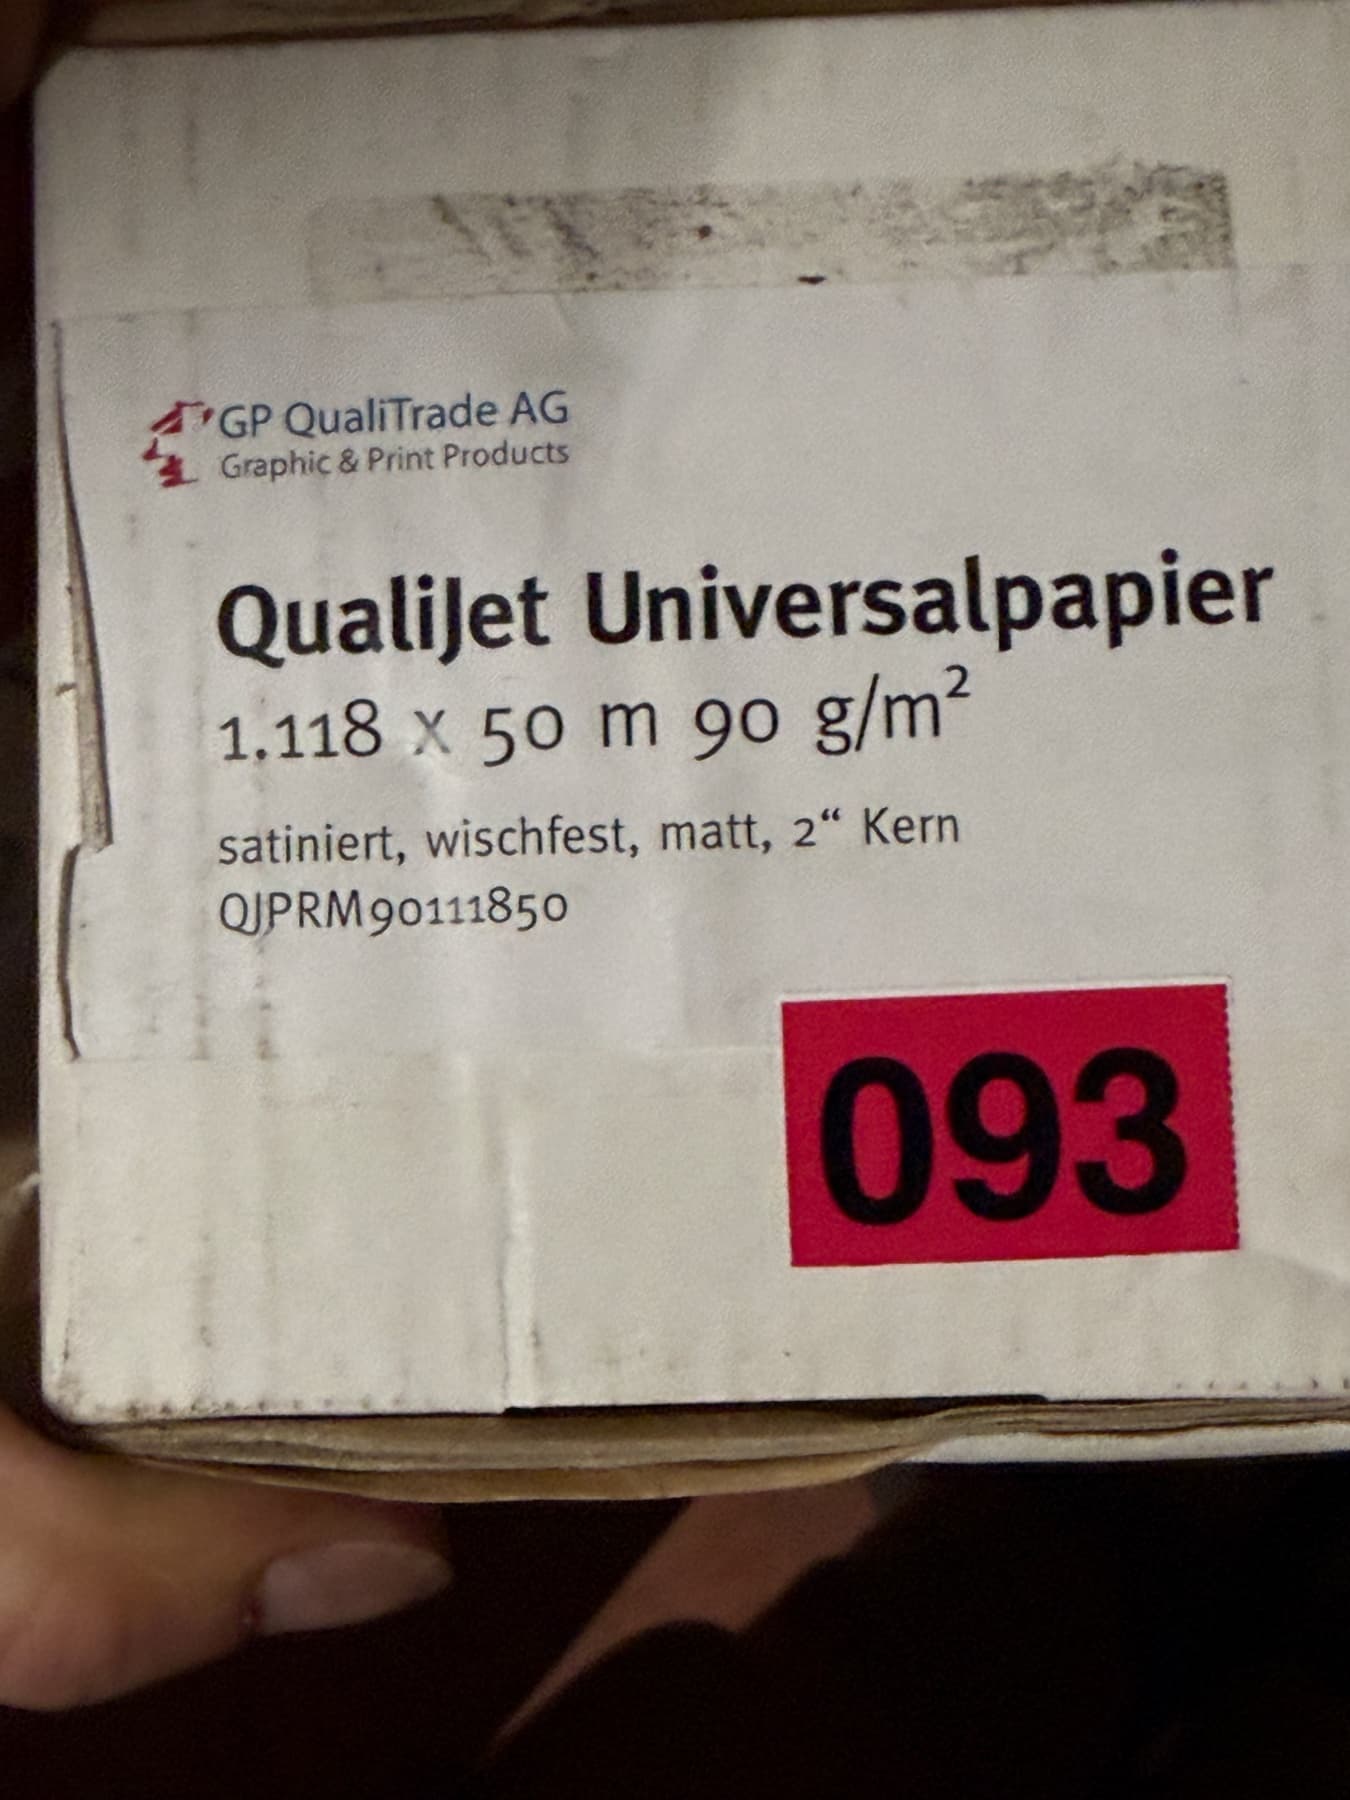 GP QualiTrade AG
Graphic & Print Products
QualiJet Universalpapier
1.118 x 50 m 90 g/m²
satiniert, wischfest, matt, 2“ Kern
QJPRM90111850
093